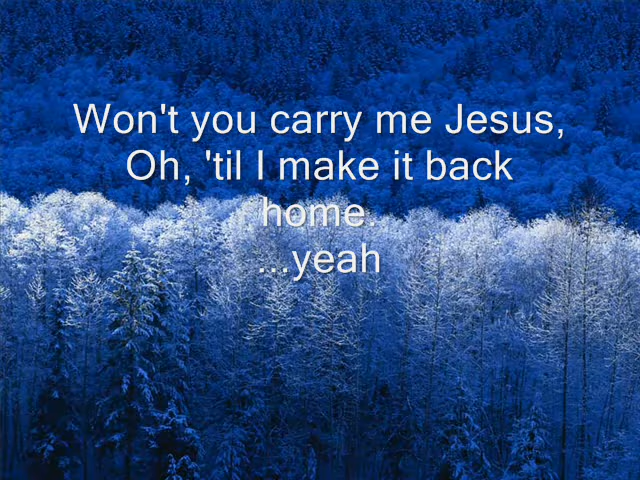 Won't you carry me Jesus,
Oh, 'til I make it back
home.
...yeah